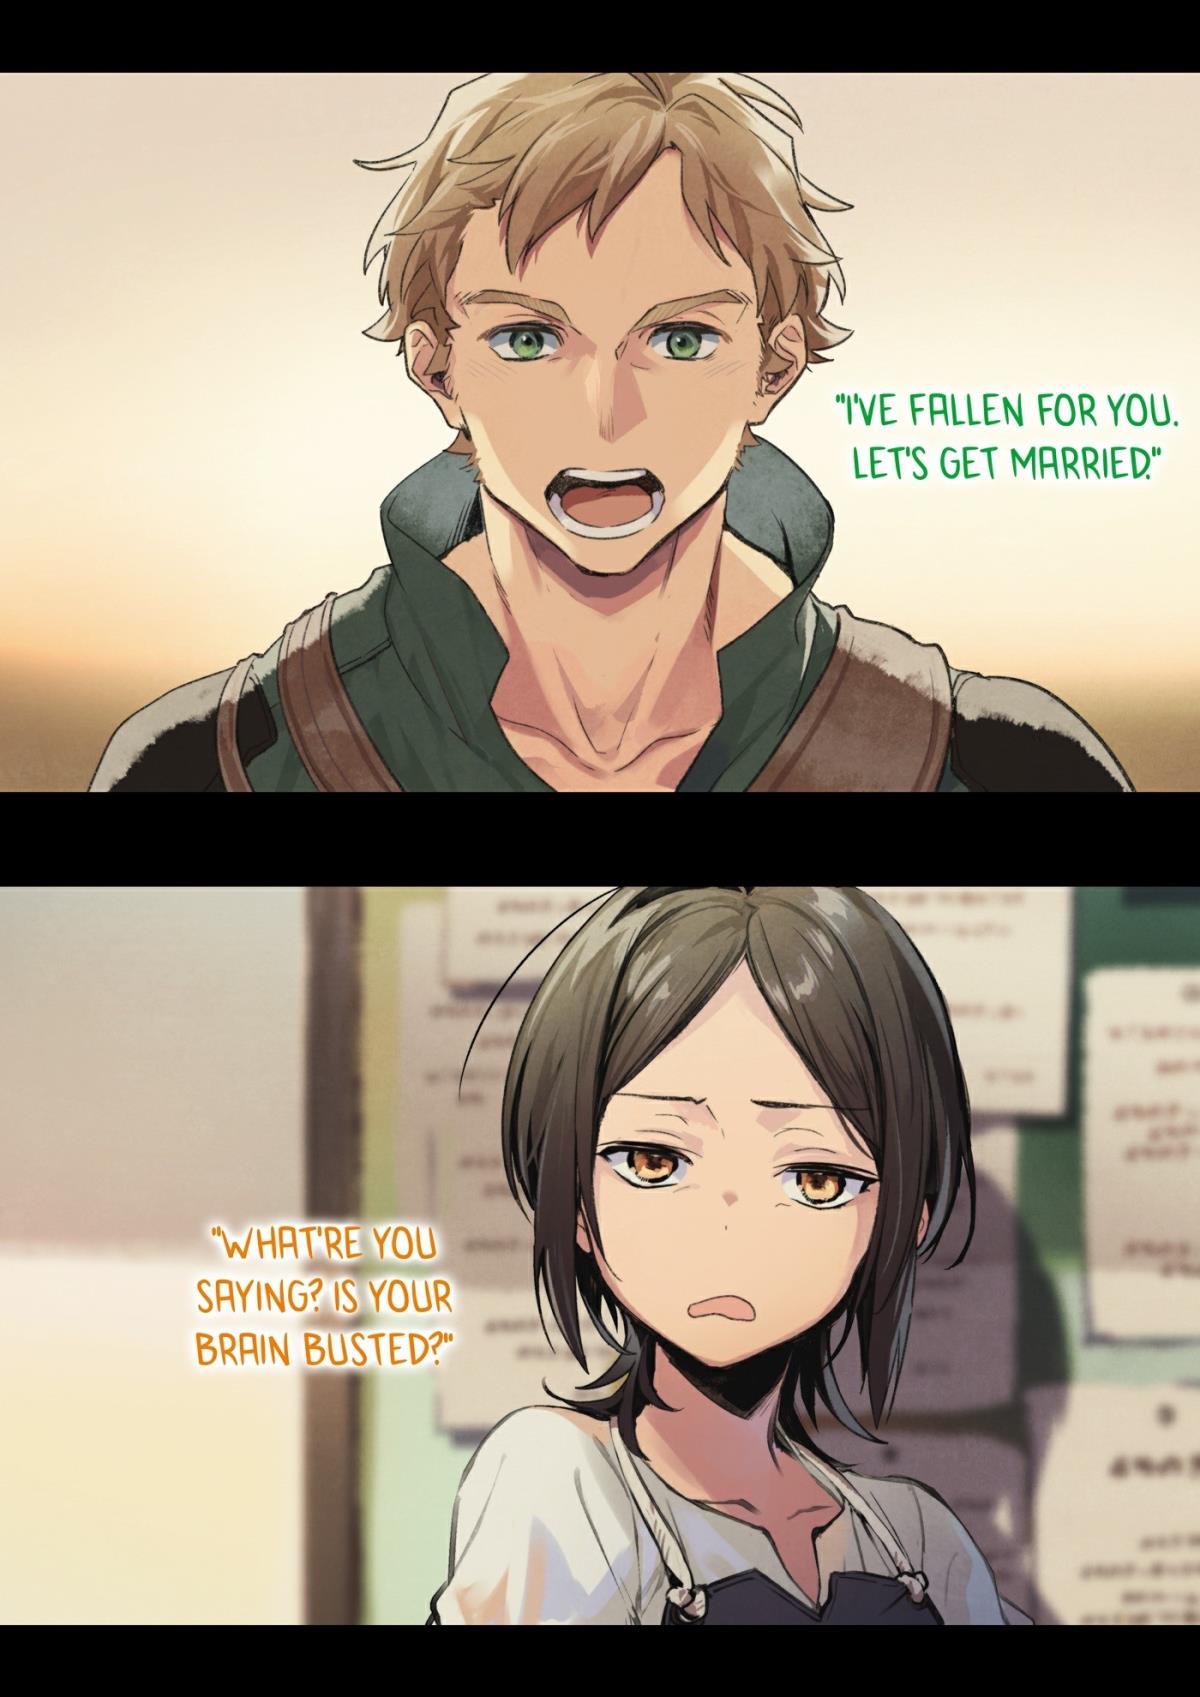 "I'VE FALLEN FOR YOU.
LET'S GET MARRIED."
"WHAT'RE YOU
SAYING? IS YOUR
BRAIN BUSTED?"